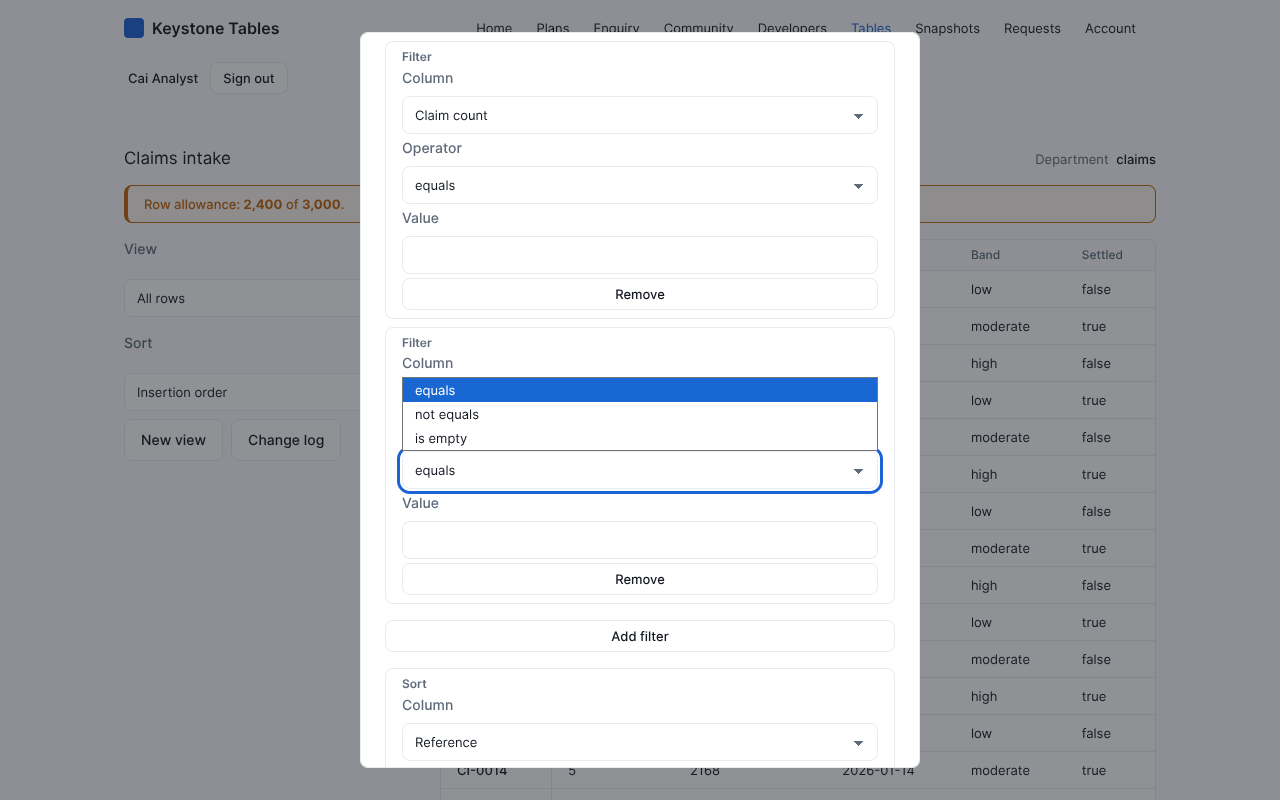 Keystone Tables
Home Plans Enquiry Community Developers Tables Snapshots Requests Account
Cai Analyst Sign out
Claims intake
Department claims
Row allowance: 2,400 of 3,000.
View
All rows
Sort
Insertion order
New view Change log
Filter
Column
Claim count
Operator
equals
Value
Remove
Filter
Column
equals
not equals
is empty
equals
Value
Remove
Add filter
Sort
Column
Reference
Band Settled
low false
moderate true
high false
low true
moderate false
high true
low false
moderate true
high false
low true
moderate false
high true
low false
CI-0014 5 2168 2026-01-14 moderate true